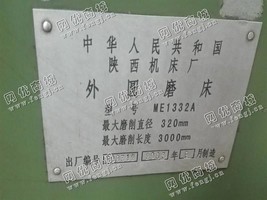 中华人民共和国
陕西机床厂
外圆磨床
型号 ME1332A
最大磨削直径 320mm
最大磨削长度 3000mm
出厂编号 年 月制造